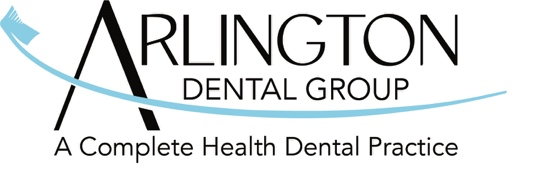 ARLINGTON
DENTAL GROUP
A Complete Health Dental Practice